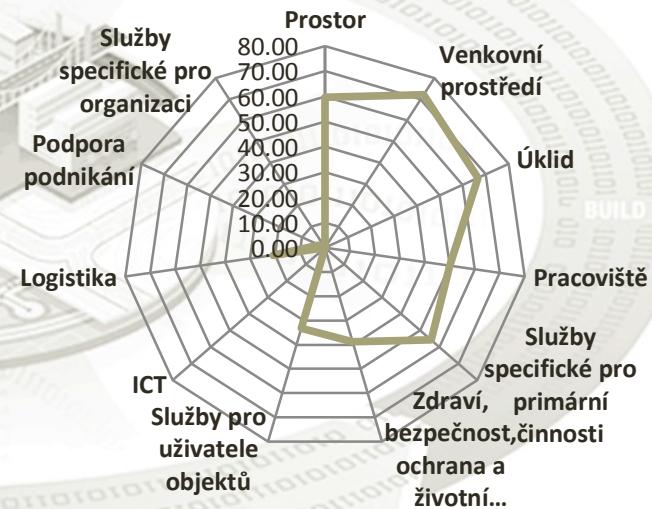 Prostor
Služby
specifické pro
organizaci
80.00
70.00
60.00
50.00
40.00
30.00
20.00
10.00
0.00
Venkovní
prostředí
Podpora
podnikání
Úklid
BUILD
Logistika
Pracoviště
Služby
specifické pro
primární
činnosti
ICT
Služby pro
uživatele
objektů
Zdraví,
bezpečnost,
ochrana a
životní...